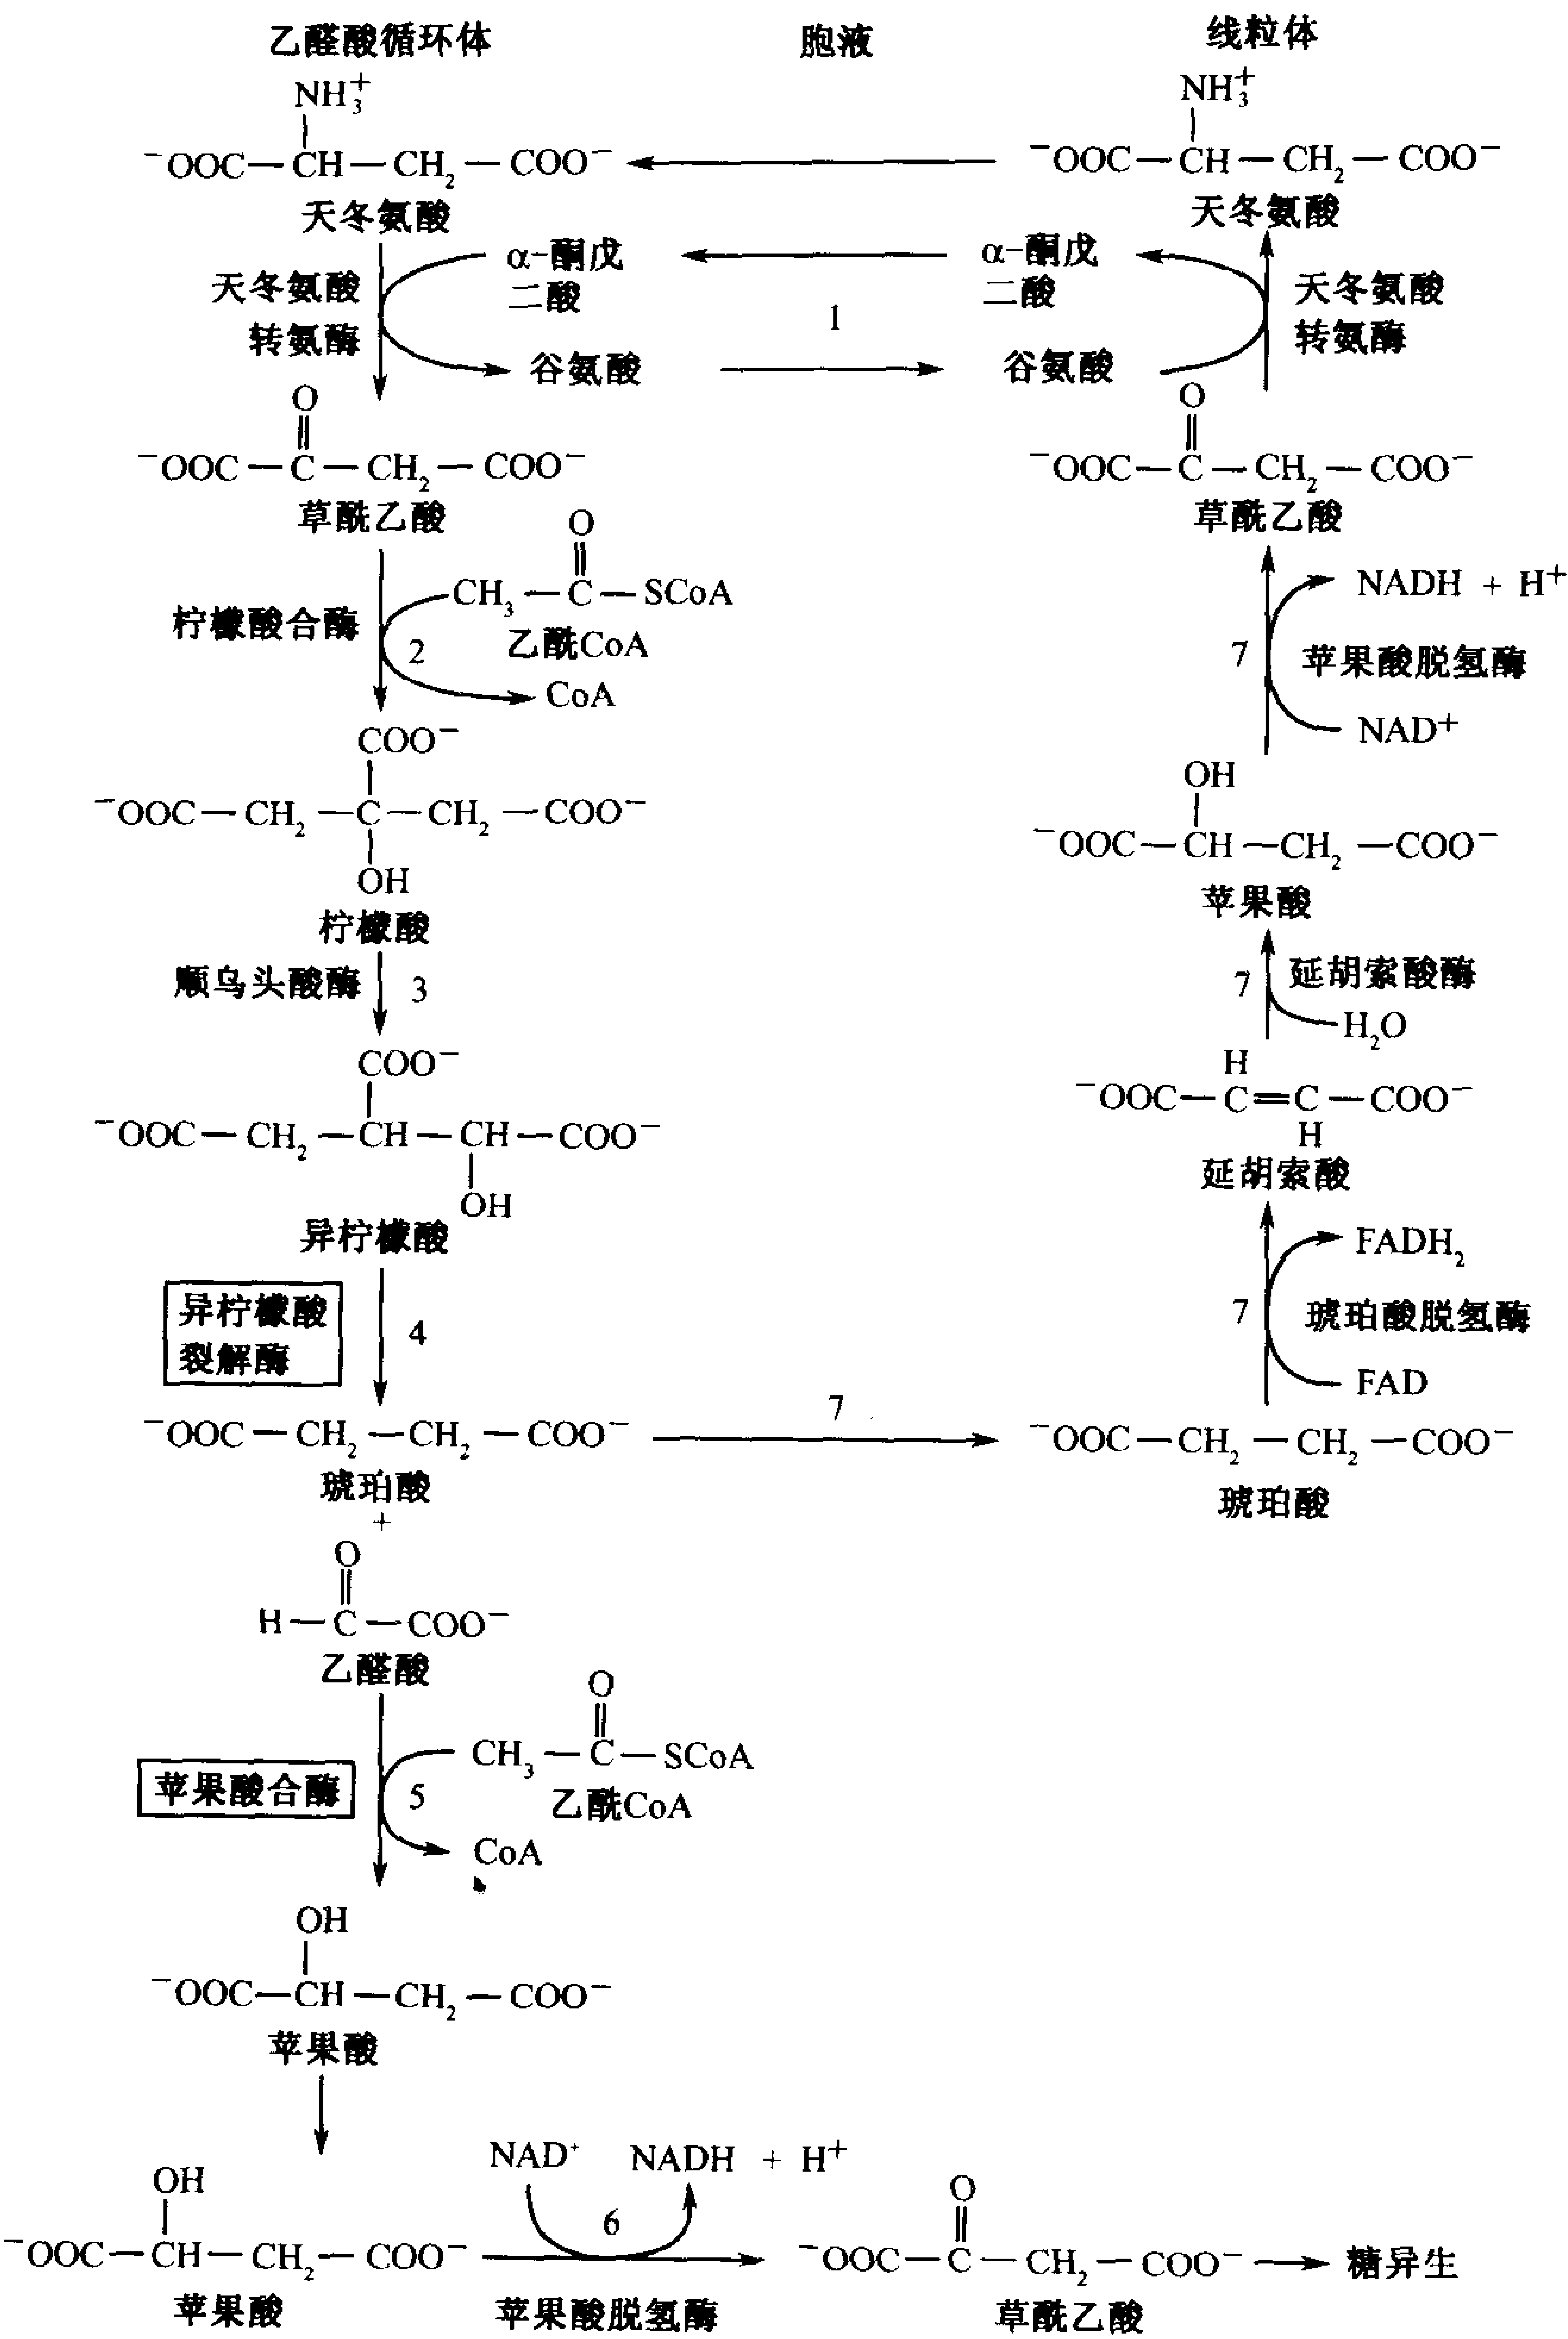 乙醛酸循环体 胞液 线粒体
NH₃⁺ NH₃⁺
⁻OOC—CH—CH₂—COO⁻ ⁻OOC—CH—CH₂—COO⁻
天冬氨酸 天冬氨酸
天冬氨酸 α-酮戊 α-酮戊 天冬氨酸
转氨酶 二酸 1 二酸 转氨酶
谷氨酸 谷氨酸
O O
⁻OOC—C—CH₂—COO⁻ ⁻OOC—C—CH₂—COO⁻
草酰乙酸 草酰乙酸
O
CH₃—C—SCoA NADH + H⁺
柠檬酸合酶 2 乙酰CoA 7 苹果酸脱氢酶
CoA NAD⁺
COO⁻ OH
⁻OOC—CH₂—C—CH₂—COO⁻ ⁻OOC—CH—CH₂—COO⁻
OH
柠檬酸 苹果酸
顺乌头酸酶 3 7 延胡索酸酶
H₂O
COO⁻ H
⁻OOC—CH₂—CH—CH—COO⁻ ⁻OOC—C=C—COO⁻
OH H
异柠檬酸 延胡索酸
FADH₂
异柠檬酸 4 7 琥珀酸脱氢酶
裂解酶 FAD
⁻OOC—CH₂—CH₂—COO⁻ 7 ⁻OOC—CH₂—CH₂—COO⁻
琥珀酸 琥珀酸
+
O
H—C—COO⁻
乙醛酸
O
CH₃—C—SCoA
苹果酸合酶 5 乙酰CoA
CoA
OH
⁻OOC—CH—CH₂—COO⁻
苹果酸
NAD⁺ NADH + H⁺
OH 6 O
⁻OOC—CH—CH₂—COO⁻ ⁻OOC—C—CH₂—COO⁻ 糖异生
苹果酸 苹果酸脱氢酶 草酰乙酸